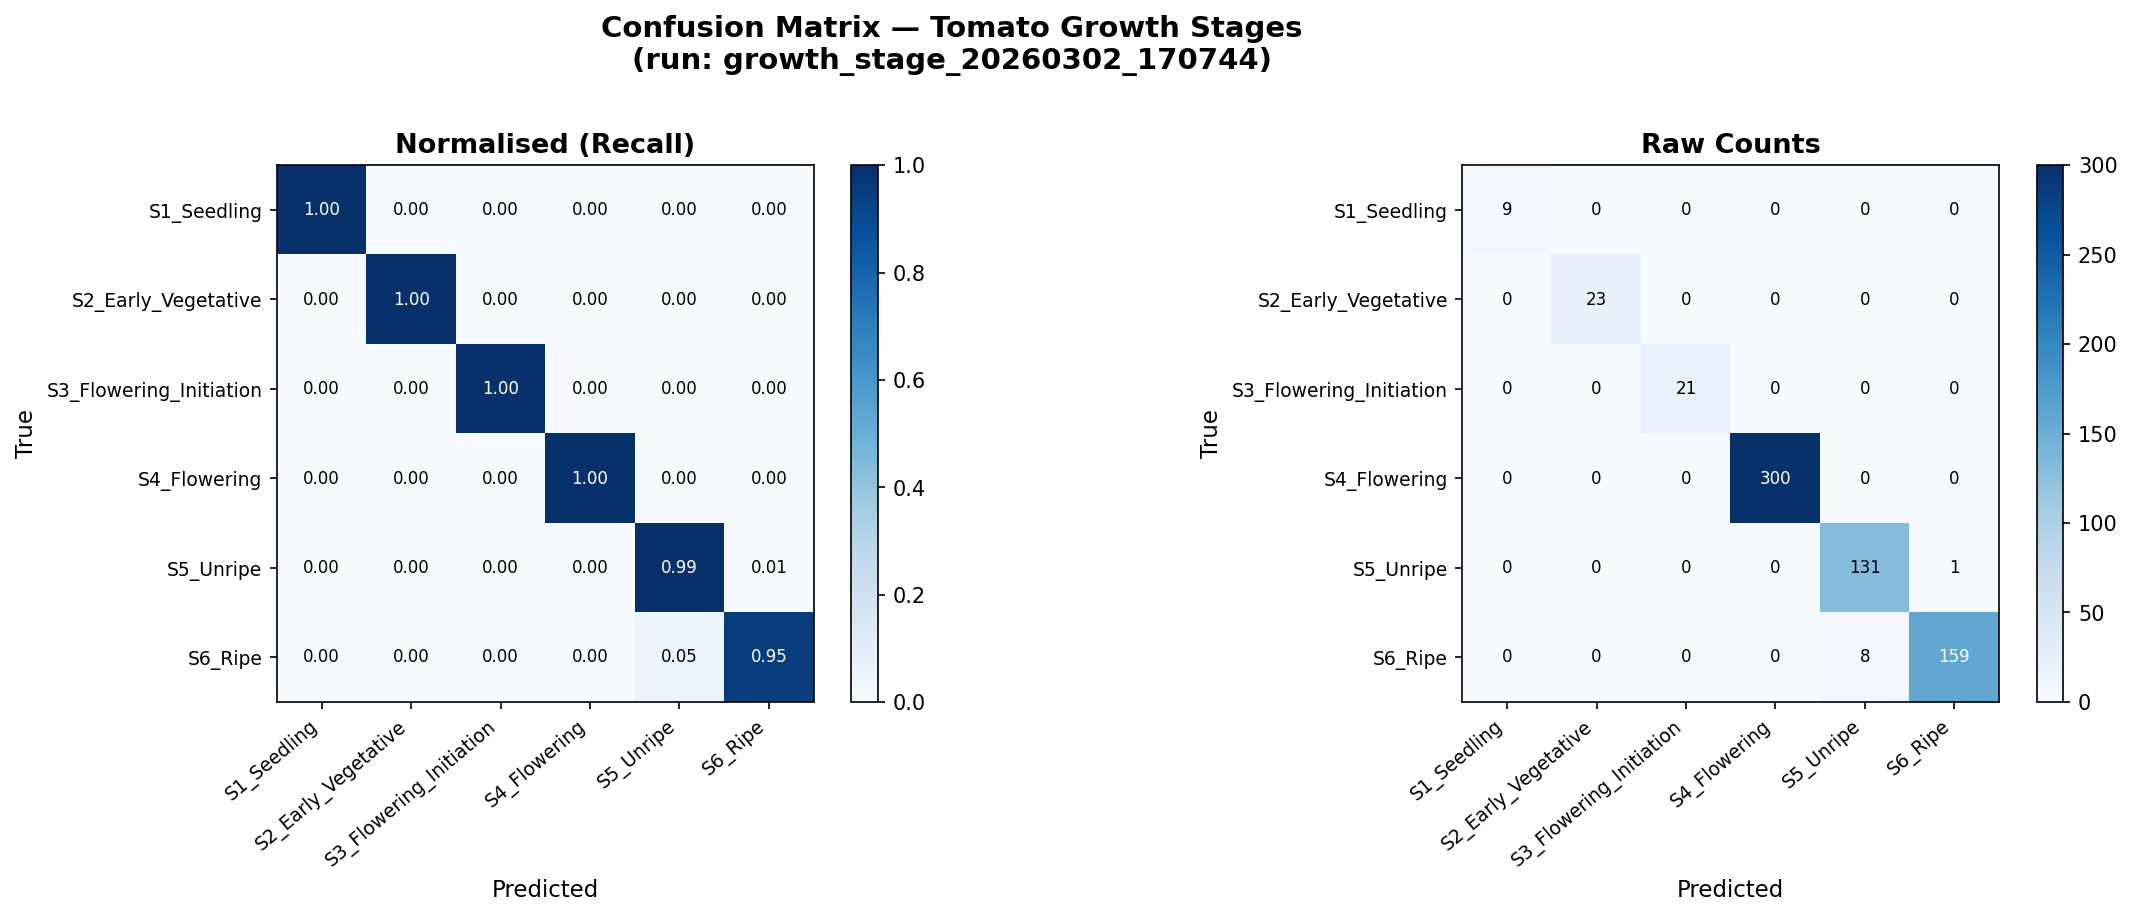 Confusion Matrix — Tomato Growth Stages
(run: growth_stage_20260302_170744)
Normalised (Recall)
True
S1_Seedling 1.00 0.00 0.00 0.00 0.00 0.00
S2_Early_Vegetative 0.00 1.00 0.00 0.00 0.00 0.00
S3_Flowering_Initiation 0.00 0.00 1.00 0.00 0.00 0.00
S4_Flowering 0.00 0.00 0.00 1.00 0.00 0.00
S5_Unripe 0.00 0.00 0.00 0.00 0.99 0.01
S6_Ripe 0.00 0.00 0.00 0.00 0.05 0.95
S1_Seedling
S2_Early_Vegetative
S3_Flowering_Initiation
S4_Flowering
S5_Unripe
S6_Ripe
Predicted
1.0
0.8
0.6
0.4
0.2
0.0
Raw Counts
True
S1_Seedling 9 0 0 0 0 0
S2_Early_Vegetative 0 23 0 0 0 0
S3_Flowering_Initiation 0 0 21 0 0 0
S4_Flowering 0 0 0 300 0 0
S5_Unripe 0 0 0 0 131 1
S6_Ripe 0 0 0 0 8 159
S1_Seedling
S2_Early_Vegetative
S3_Flowering_Initiation
S4_Flowering
S5_Unripe
S6_Ripe
Predicted
300
250
200
150
100
50
0